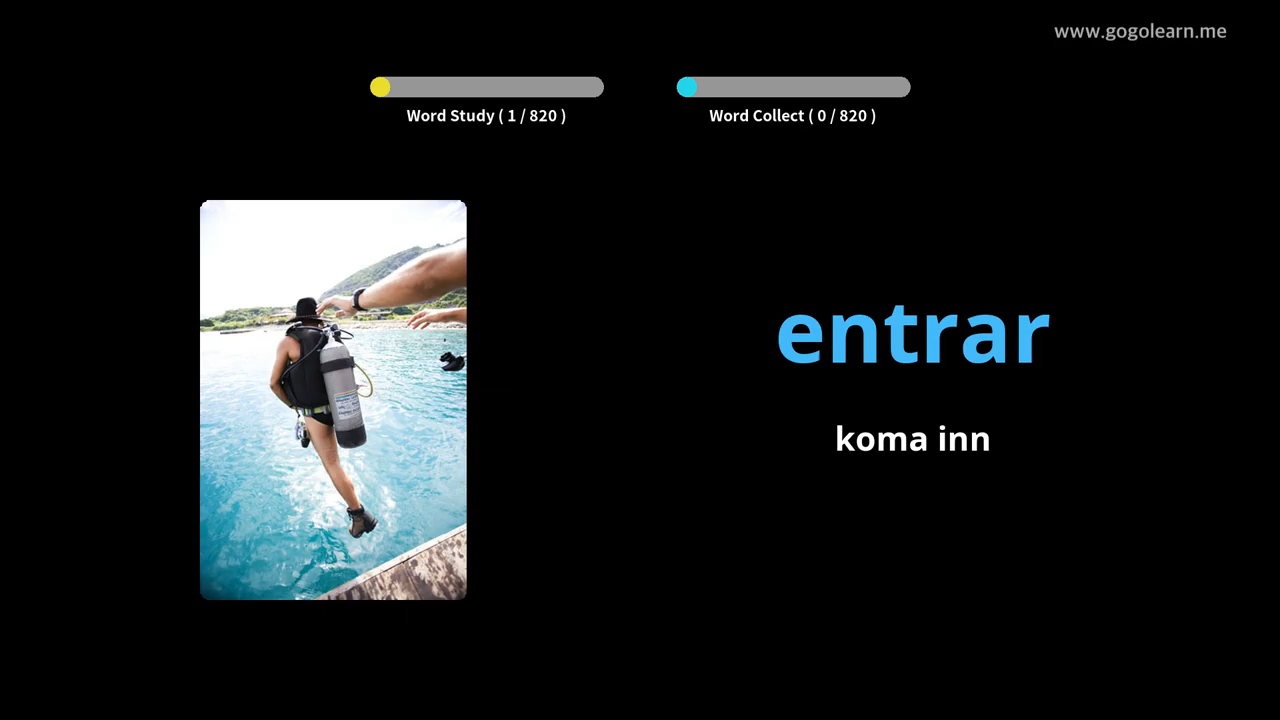 www.gogolearn.me
Word Study ( 1 / 820 )
Word Collect ( 0 / 820 )
entrar
koma inn